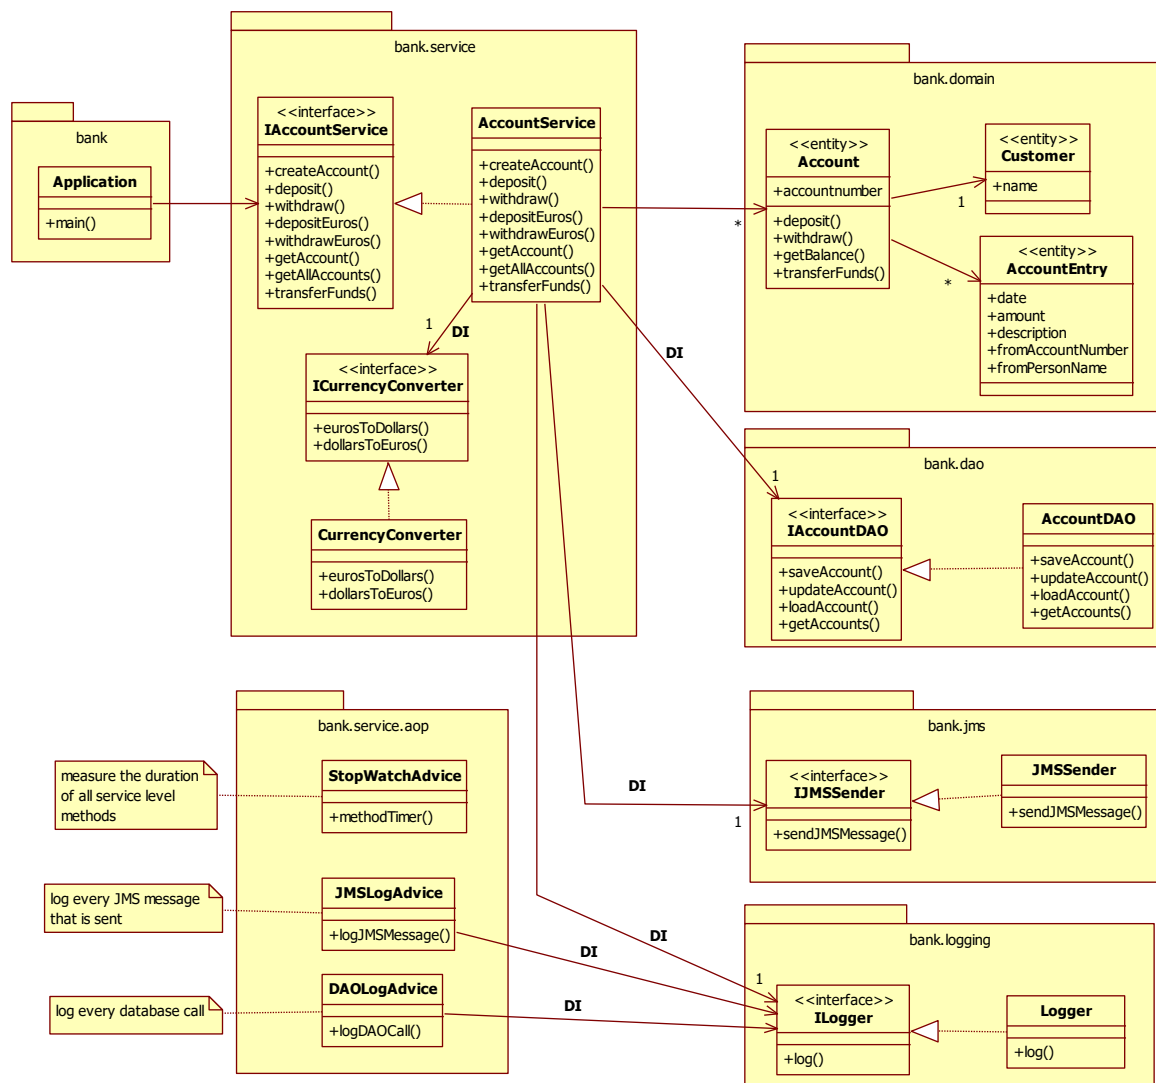 bank
Application
+main()
bank.service
<<interface>>
IAccountService
+createAccount()
+deposit()
+withdraw()
+depositEuros()
+withdrawEuros()
+getAccount()
+getAllAccounts()
+transferFunds()
AccountService
+createAccount()
+deposit()
+withdraw()
+depositEuros()
+withdrawEuros()
+getAccount()
+getAllAccounts()
+transferFunds()
1
DI
<<interface>>
ICurrencyConverter
+eurosToDollars()
+dollarsToEuros()
CurrencyConverter
+eurosToDollars()
+dollarsToEuros()
bank.domain
*
<<entity>>
Account
+accountnumber
+deposit()
+withdraw()
+getBalance()
+transferFunds()
1
<<entity>>
Customer
+name
*
<<entity>>
AccountEntry
+date
+amount
+description
+fromAccountNumber
+fromPersonName
DI
1
bank.dao
<<interface>>
IAccountDAO
+saveAccount()
+updateAccount()
+loadAccount()
+getAccounts()
AccountDAO
+saveAccount()
+updateAccount()
+loadAccount()
+getAccounts()
measure the duration
of all service level
methods
log every JMS message
that is sent
log every database call
bank.service.aop
StopWatchAdvice
+methodTimer()
JMSLogAdvice
+logJMSMessage()
DAOLogAdvice
+logDAOCall()
DI
1
bank.jms
<<interface>>
IJMSSender
+sendJMSMessage()
JMSSender
+sendJMSMessage()
DI
DI
DI
1
bank.logging
<<interface>>
ILogger
+log()
Logger
+log()